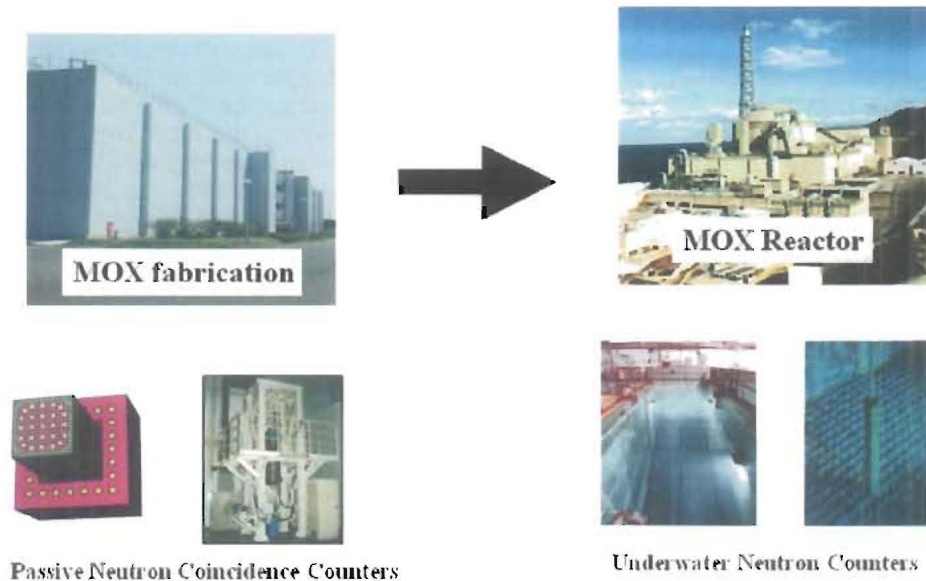 MOX fabrication
MOX Reactor
Passive Neutron Coincidence Counters
Underwater Neutron Counters